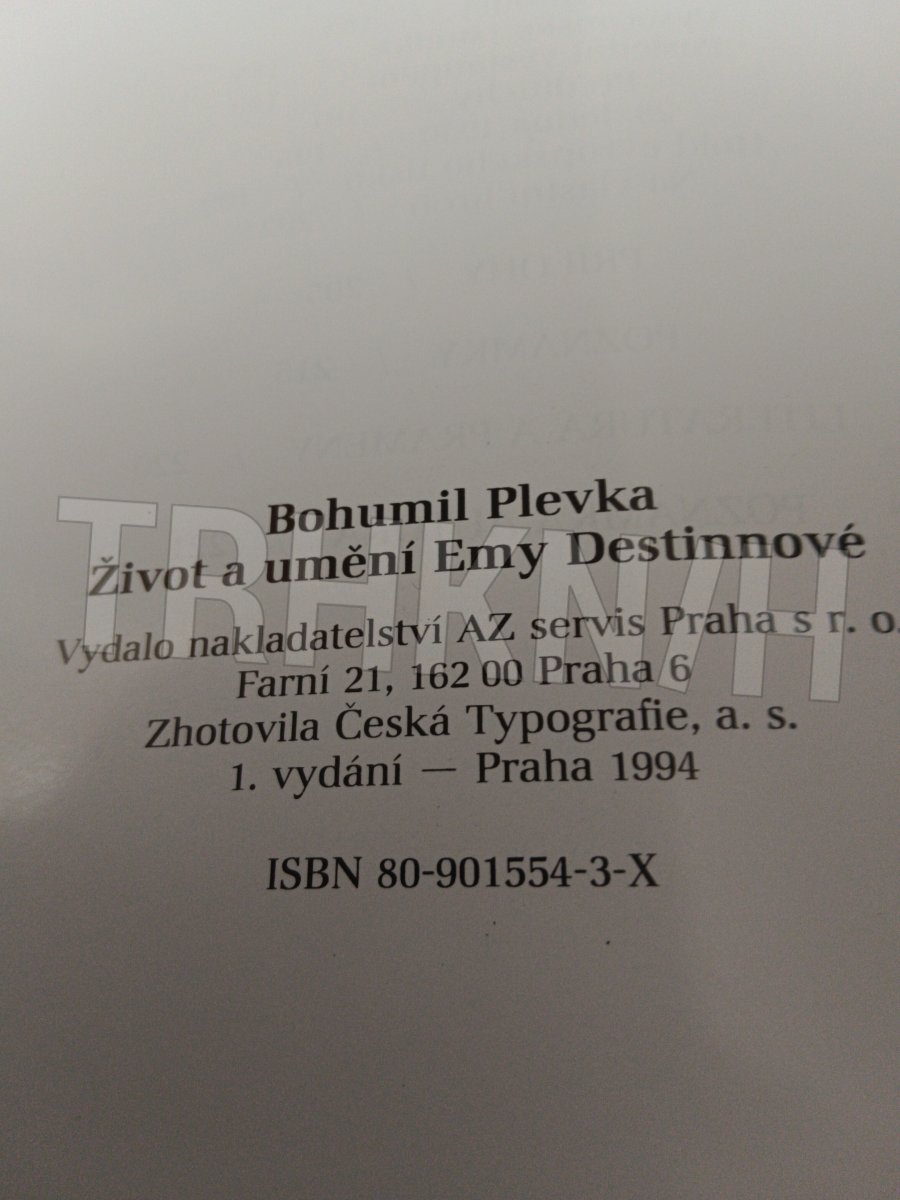 Bohumil Plevka
Život a umění Emy Destinnové
Vydalo nakladatelství AZ servis Praha s r. o.
Farní 21, 162 00 Praha 6
Zhotovila Česká Typografie, a. s.
1. vydání — Praha 1994
ISBN 80-901554-3-X
TRHKNIH